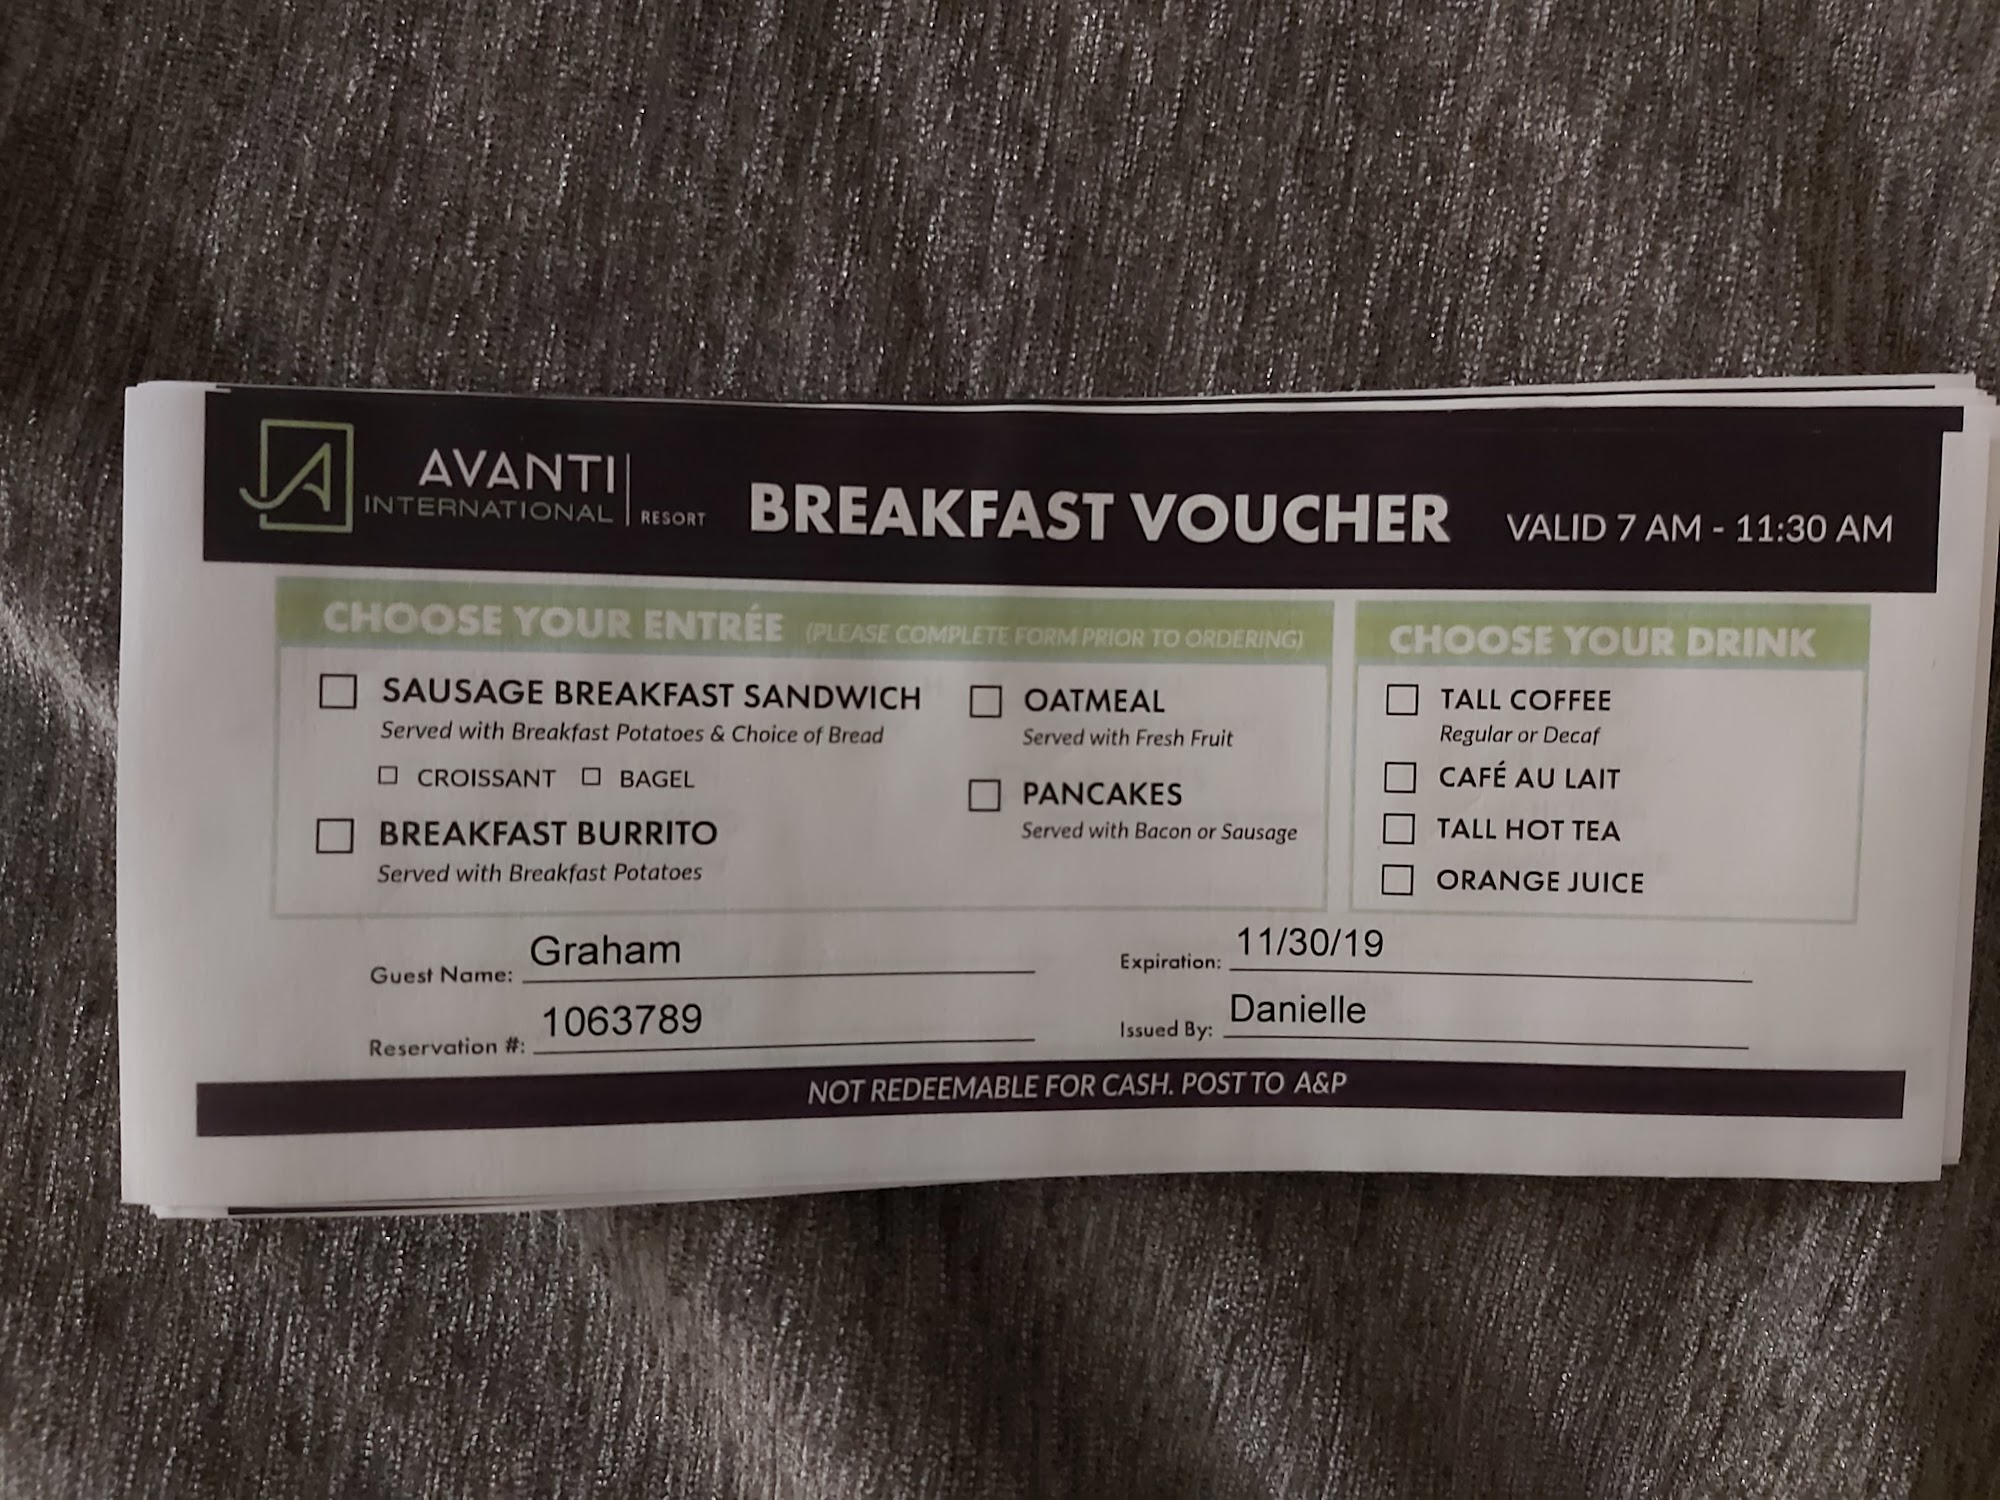 AVANTI
INTERNATIONAL RESORT
BREAKFAST VOUCHER
VALID 7 AM - 11:30 AM
CHOOSE YOUR ENTRÉE (PLEASE COMPLETE FORM PRIOR TO ORDERING)
SAUSAGE BREAKFAST SANDWICH
Served with Breakfast Potatoes & Choice of Bread
CROISSANT BAGEL
BREAKFAST BURRITO
Served with Breakfast Potatoes
OATMEAL
Served with Fresh Fruit
PANCAKES
Served with Bacon or Sausage
CHOOSE YOUR DRINK
TALL COFFEE
Regular or Decaf
CAFÉ AU LAIT
TALL HOT TEA
ORANGE JUICE
Guest Name: Graham
Reservation #: 1063789
Expiration: 11/30/19
Issued By: Danielle
NOT REDEEMABLE FOR CASH. POST TO A&P